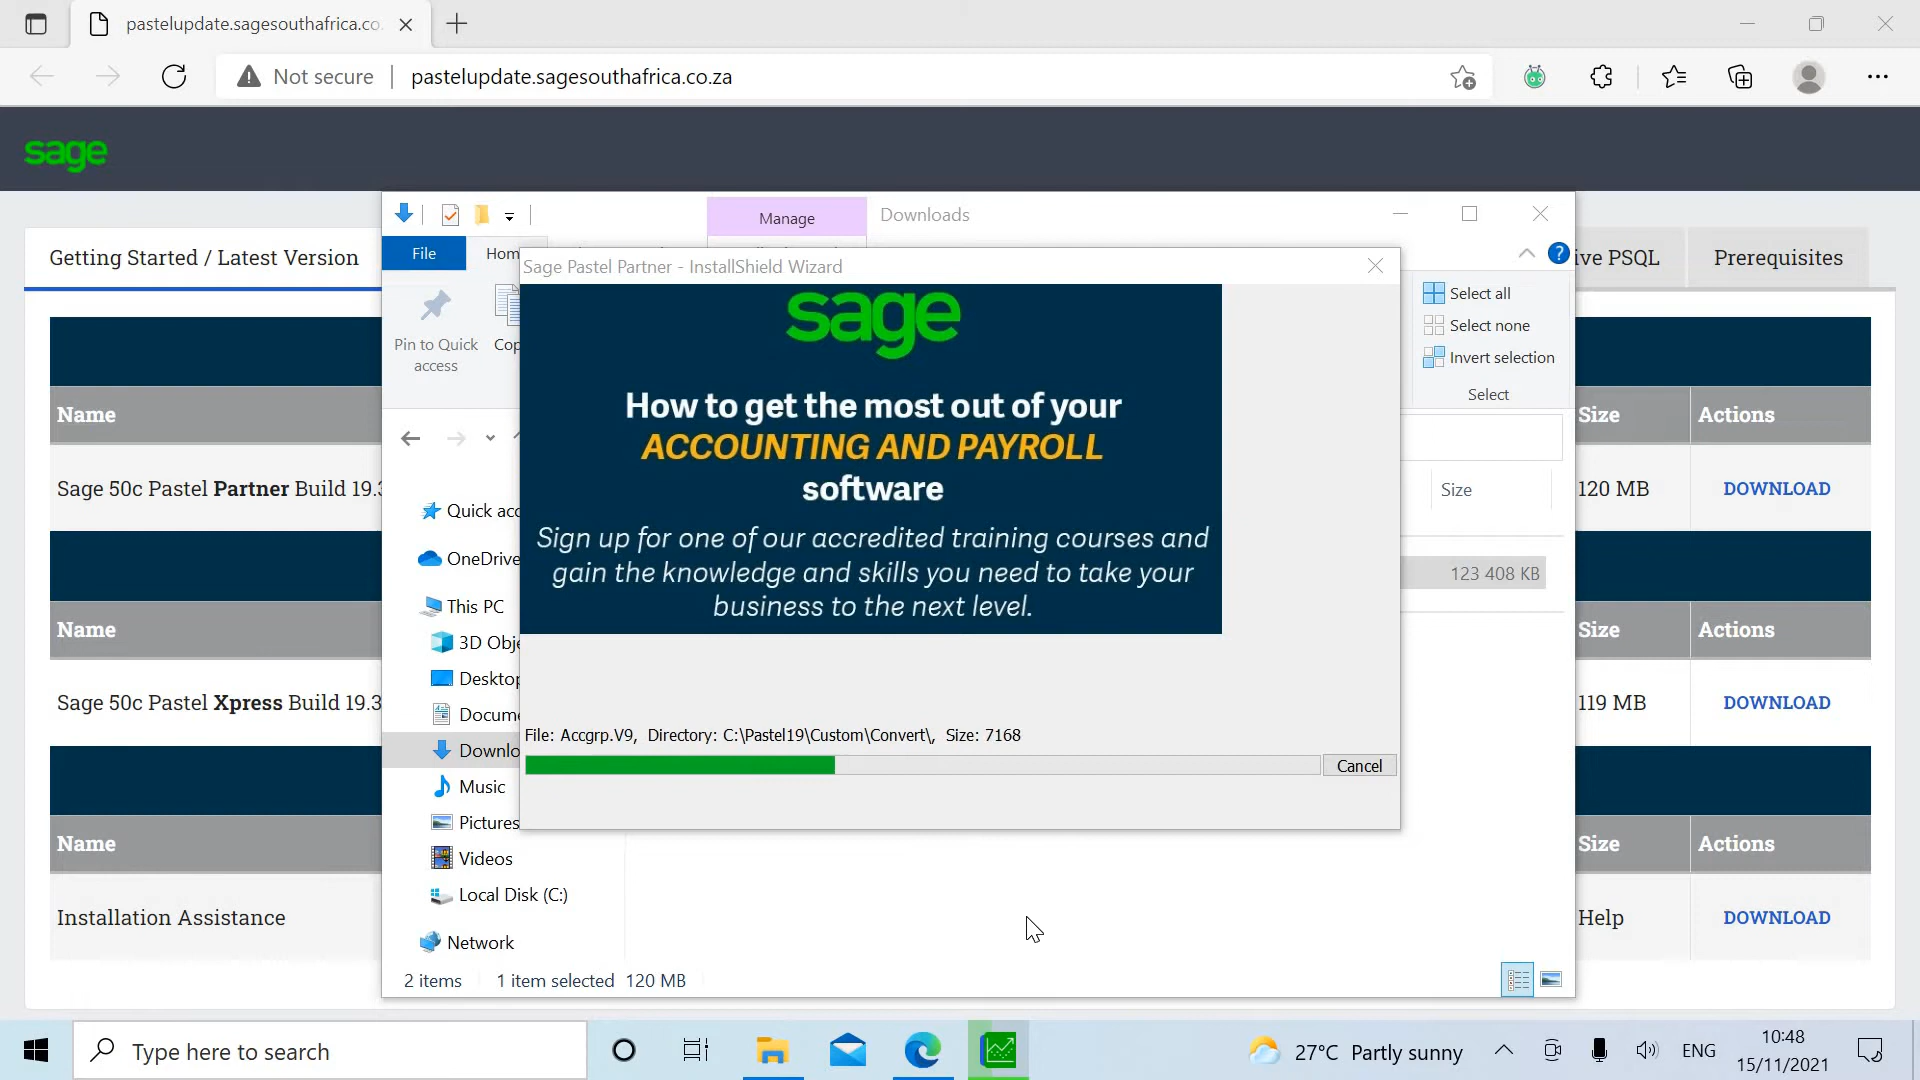 pastelupdate.sagesouthafrica.co.
Not secure
pastelupdate.sagesouthafrica.co.za
sage
Getting Started / Latest Version
ive PSQL
Prerequisites
Manage
Downloads
File
Hom
Sage Pastel Partner - InstallShield Wizard
Pin to Quick
access
Cop
Select all
Select none
Invert selection
Select
sage
How to get the most out of your
ACCOUNTING AND PAYROLL
software
Sign up for one of our accredited training courses and
gain the knowledge and skills you need to take your
business to the next level.
File: Accgrp.V9, Directory: C:\Pastel19\Custom\Convert\, Size: 7168
Cancel
Name
Size
Actions
Sage 50c Pastel Partner Build 19.3
120 MB
DOWNLOAD
Name
Size
Actions
Sage 50c Pastel Xpress Build 19.3
119 MB
DOWNLOAD
Name
Size
Actions
Installation Assistance
Help
DOWNLOAD
Size
123 408 KB
Quick acc
OneDrive
This PC
3D Obje
Desktop
Docume
Downlo
Music
Pictures
Videos
Local Disk (C:)
Network
2 items
1 item selected 120 MB
Type here to search
27°C Partly sunny
ENG
10:48
15/11/2021